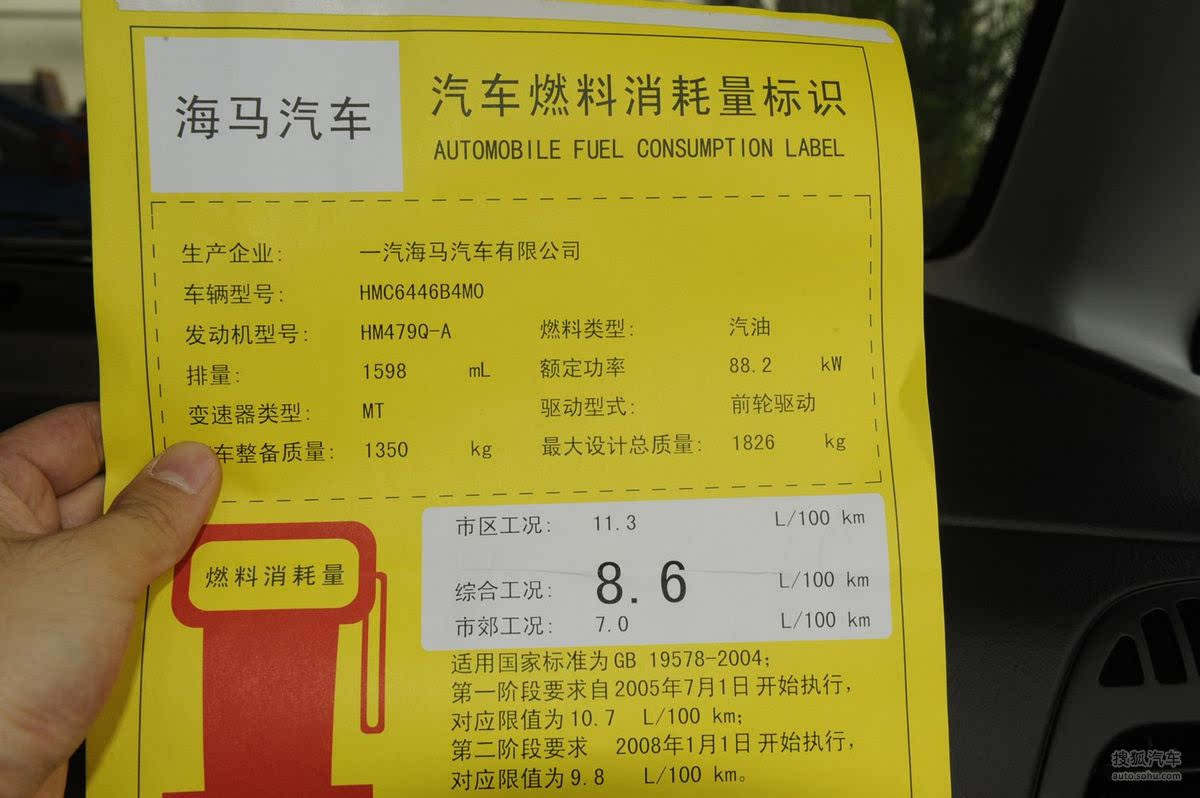 海马汽车
汽车燃料消耗量标识
AUTOMOBILE FUEL CONSUMPTION LABEL
生产企业: 一汽海马汽车有限公司
车辆型号: HMC6446B4M0
发动机型号: HM479Q-A 燃料类型: 汽油
排量: 1598 mL 额定功率 88.2 kW
变速器类型: MT 驱动型式: 前轮驱动
车整备质量: 1350 kg 最大设计总质量: 1826 kg
燃料消耗量
市区工况: 11.3 L/100 km
综合工况: 8.6 L/100 km
市郊工况: 7.0 L/100 km
适用国家标准为GB 19578-2004;
第一阶段要求自2005年7月1日开始执行,
对应限值为10.7 L/100 km;
第二阶段要求 2008年1月1日开始执行,
对应限值为9.8 L/100 km。
搜狐汽车
auto.sohu.com